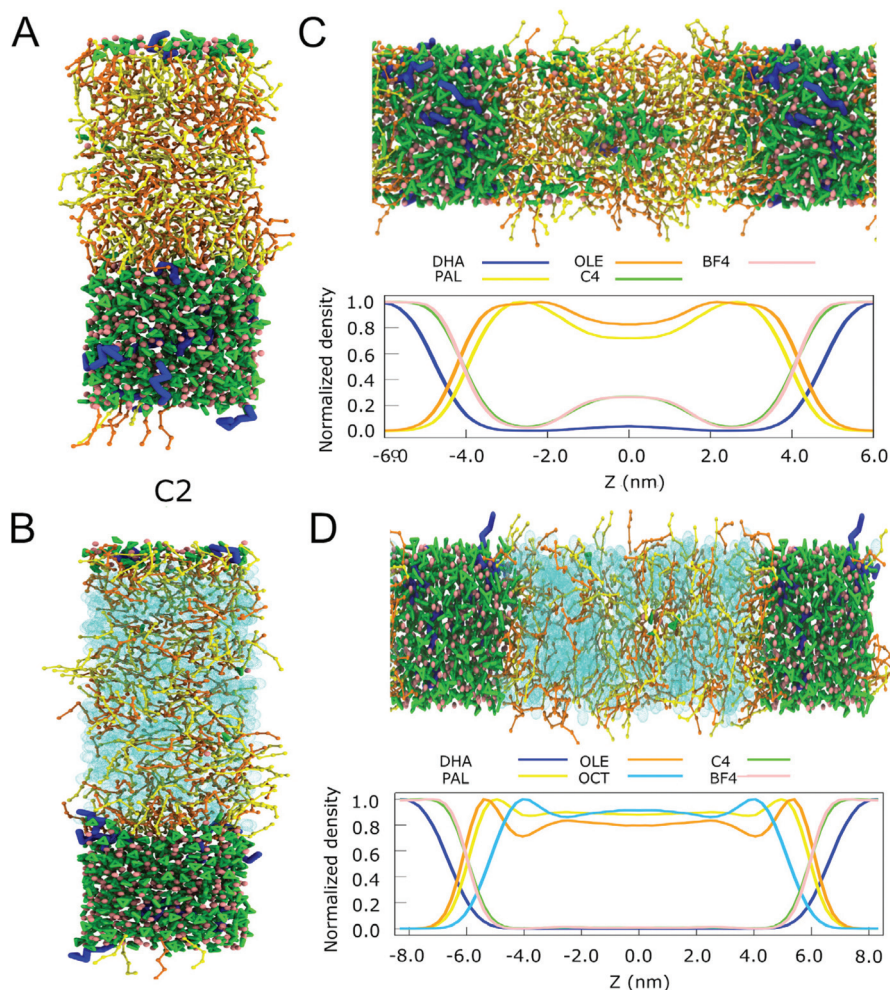 A
C
DHA OLE BF4
PAL C4
Normalized density
1.0
0.8
0.6
0.4
0.2
0.0
-6.0 -4.0 -2.0 0.0 2.0 4.0 6.0
Z (nm)
C2
B
D
DHA OLE C4
PAL OCT BF4
Normalized density
1.0
0.8
0.6
0.4
0.2
0.0
-8.0 -6.0 -4.0 -2.0 0.0 2.0 4.0 6.0 8.0
Z (nm)